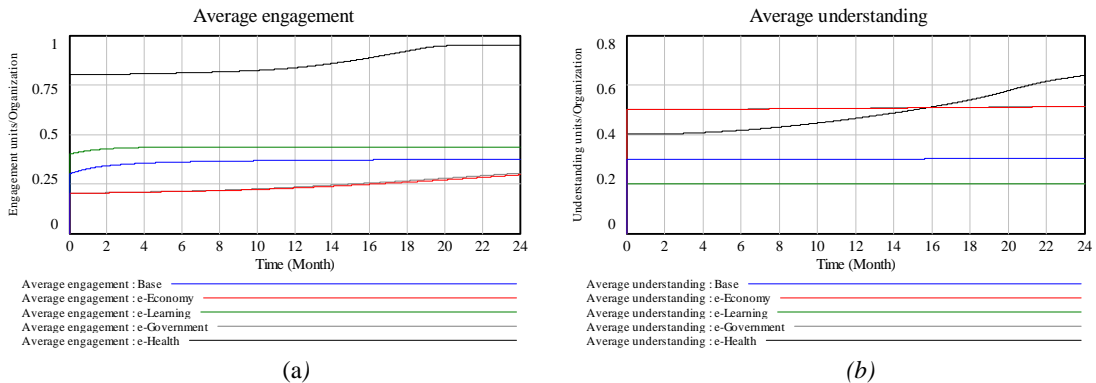 Average engagement
Engagement units/Organization
1
0.75
0.5
0.25
0
0 2 4 6 8 10 12 14 16 18 20 22 24
Time (Month)
Average engagement : Base
Average engagement : e-Economy
Average engagement : e-Learning
Average engagement : e-Government
Average engagement : e-Health
(a)
Average understanding
Understanding units/Organization
0.8
0.6
0.4
0.2
0
0 2 4 6 8 10 12 14 16 18 20 22 24
Time (Month)
Average understanding : Base
Average understanding : e-Economy
Average understanding : e-Learning
Average understanding : e-Government
Average understanding : e-Health
(b)